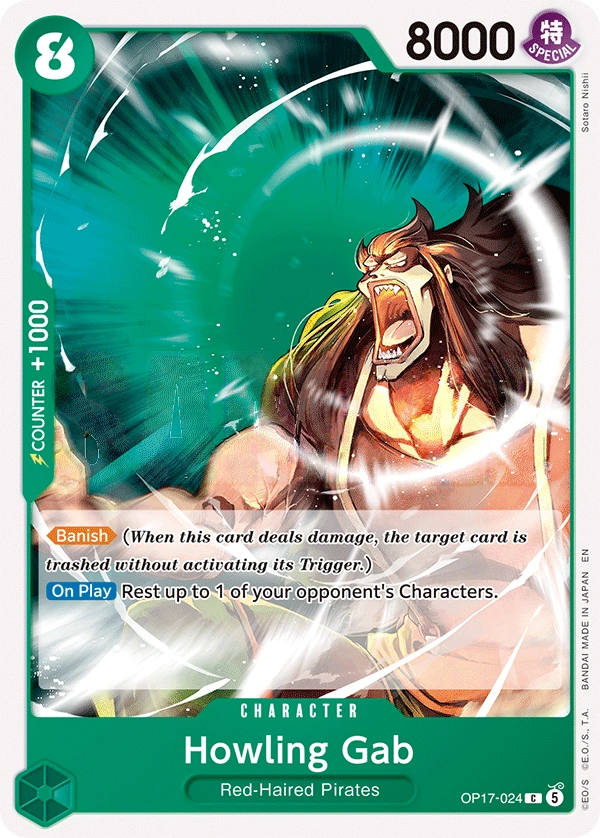 8
8000
特
SPECIAL
Sotaro Nishii
COUNTER +1000
Banish (When this card deals damage, the target card is
trashed without activating its Trigger.)
On Play Rest up to 1 of your opponent's Characters.
CHARACTER
Howling Gab
Red-Haired Pirates
OP17-024 C 5
©E.O/S ©E.O./S., T.A. BANDAI MADE IN JAPAN EN